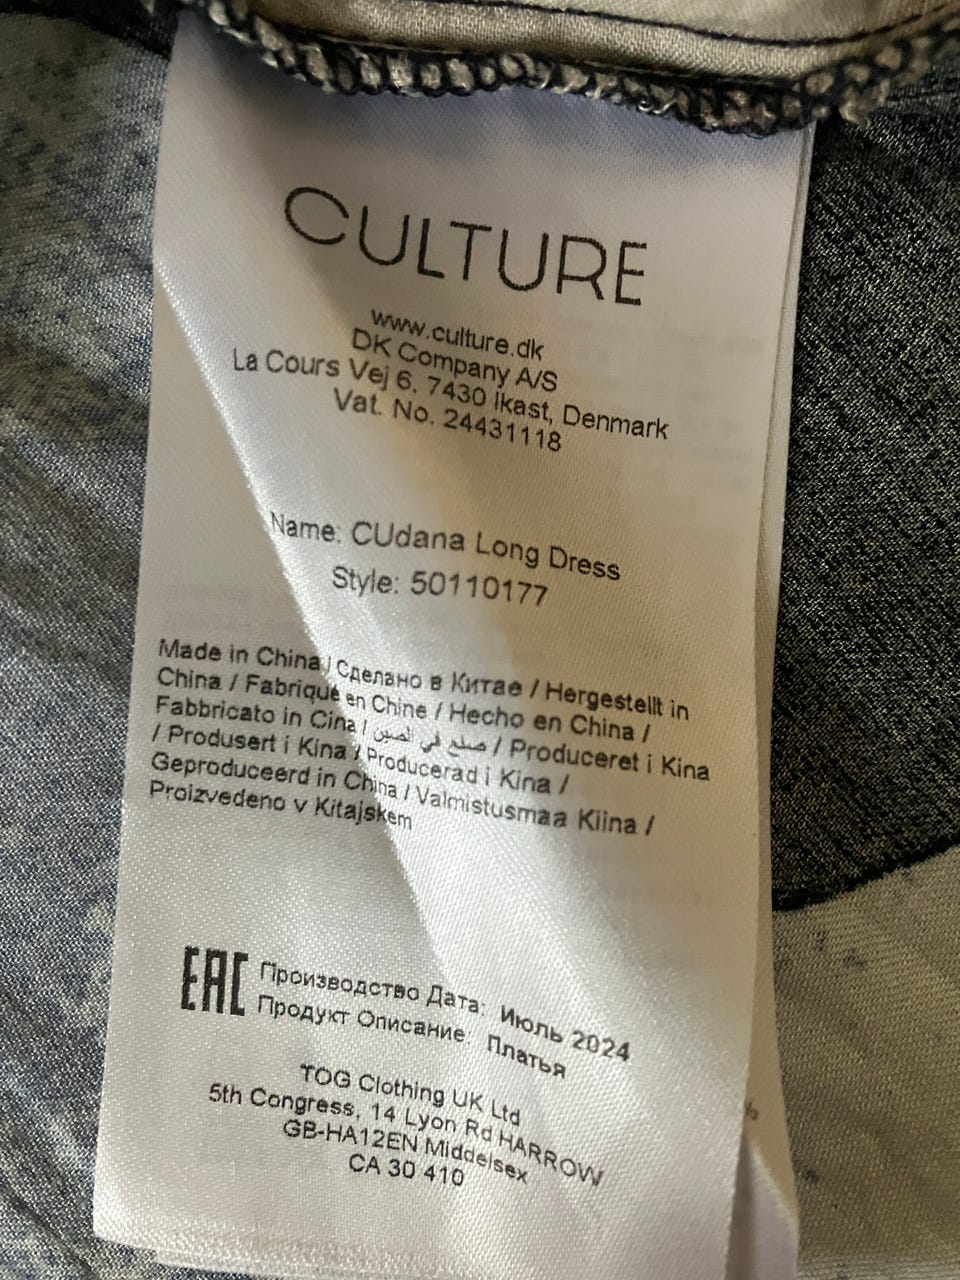 CULTURE
www.culture.dk
DK Company A/S
La Cours Vej 6. 7430 Ikast, Denmark
Vat. No. 24431118
Name: CUdana Long Dress
Style: 50110177
Made in China / Сделано в Китае / Hergestellt in
China / Fabriqué en Chine / Hecho en China /
Fabbricato in Cina / صنع في الصين / Produceret i Kina
/ Produsert i Kina / Producerad i Kina /
Geproduceerd in China / Valmistusmaa Kiina /
Proizvedeno v Kitajskem
EAC
Производство Дата: Июль 2024
Продукт Описание: Платья
TOG Clothing UK Ltd
5th Congress, 14 Lyon Rd HARROW
GB-HA12EN Middelsex
CA 30 410
%